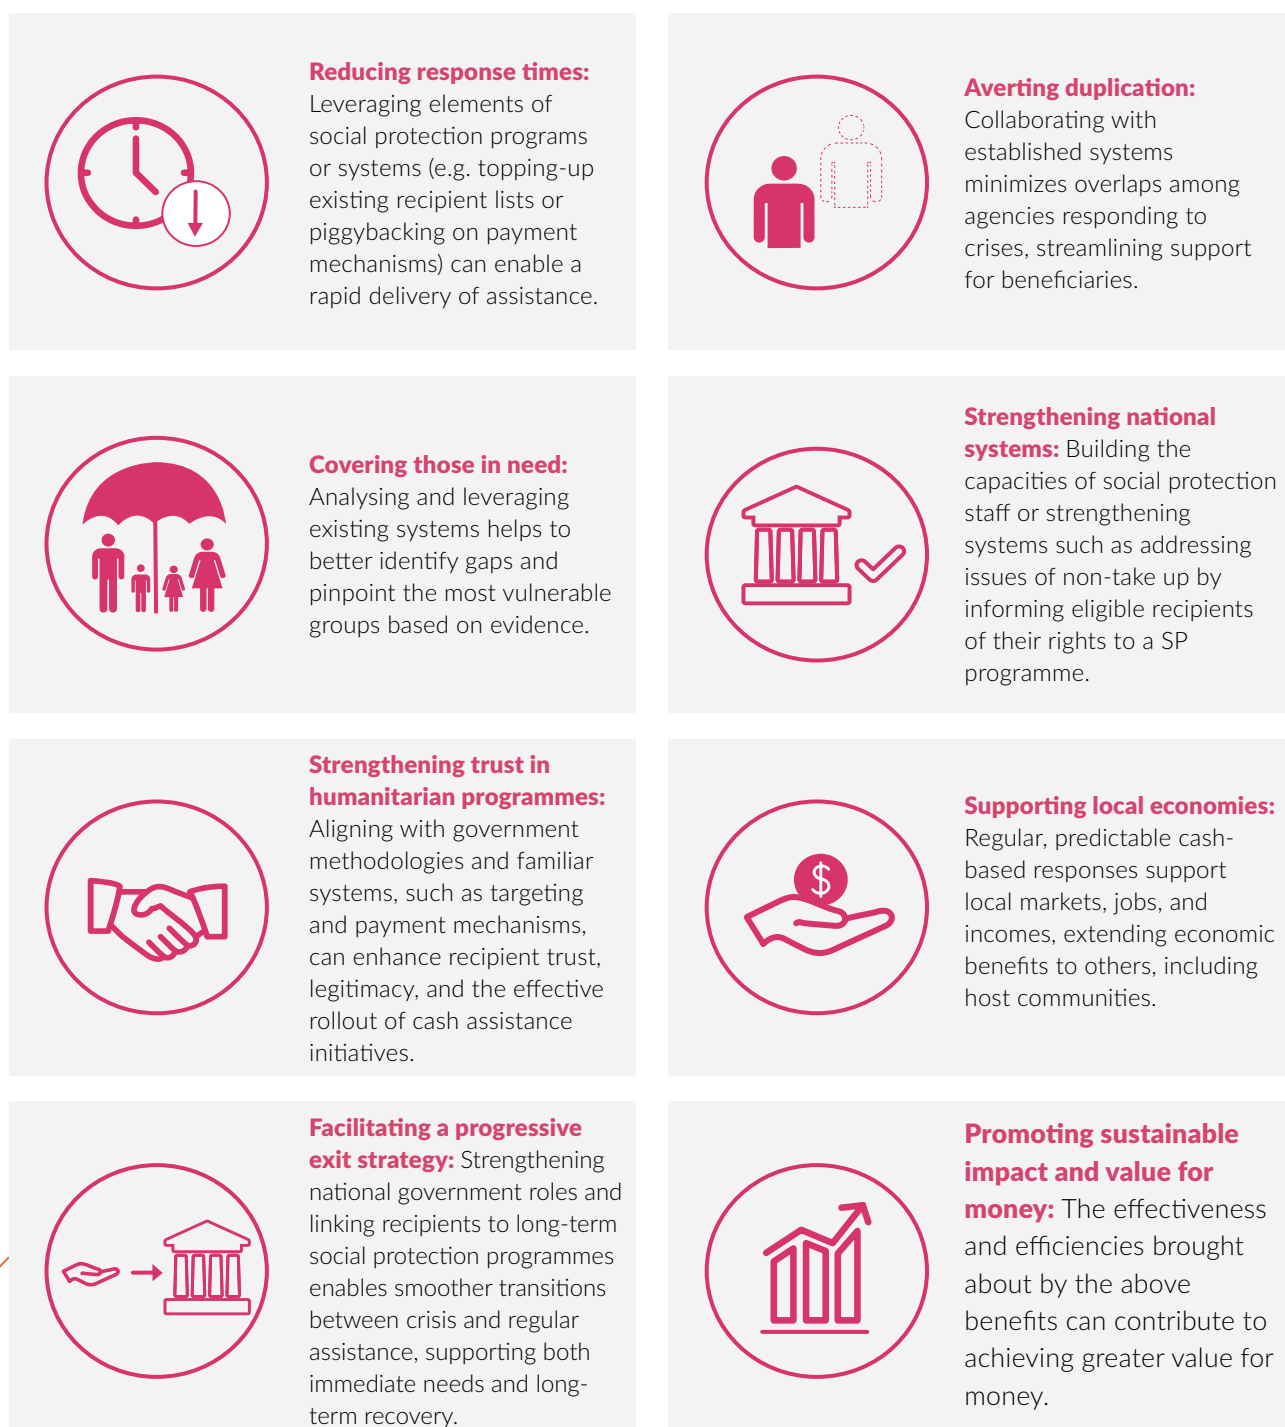 Reducing response times:
Leveraging elements of
social protection programs
or systems (e.g. topping-up
existing recipient lists or
piggybacking on payment
mechanisms) can enable a
rapid delivery of assistance.
Averting duplication:
Collaborating with
established systems
minimizes overlaps among
agencies responding to
crises, streamlining support
for beneficiaries.
Covering those in need:
Analysing and leveraging
existing systems helps to
better identify gaps and
pinpoint the most vulnerable
groups based on evidence.
Strengthening national
systems: Building the
capacities of social protection
staff or strengthening
systems such as addressing
issues of non-take up by
informing eligible recipients
of their rights to a SP
programme.
Strengthening trust in
humanitarian programmes:
Aligning with government
methodologies and familiar
systems, such as targeting
and payment mechanisms,
can enhance recipient trust,
legitimacy, and the effective
rollout of cash assistance
initiatives.
$
Supporting local economies:
Regular, predictable cash-
based responses support
local markets, jobs, and
incomes, extending economic
benefits to others, including
host communities.
Facilitating a progressive
exit strategy: Strengthening
national government roles and
linking recipients to long-term
social protection programmes
enables smoother transitions
between crisis and regular
assistance, supporting both
immediate needs and long-
term recovery.
Promoting sustainable
impact and value for
money: The effectiveness
and efficiencies brought
about by the above
benefits can contribute to
achieving greater value for
money.